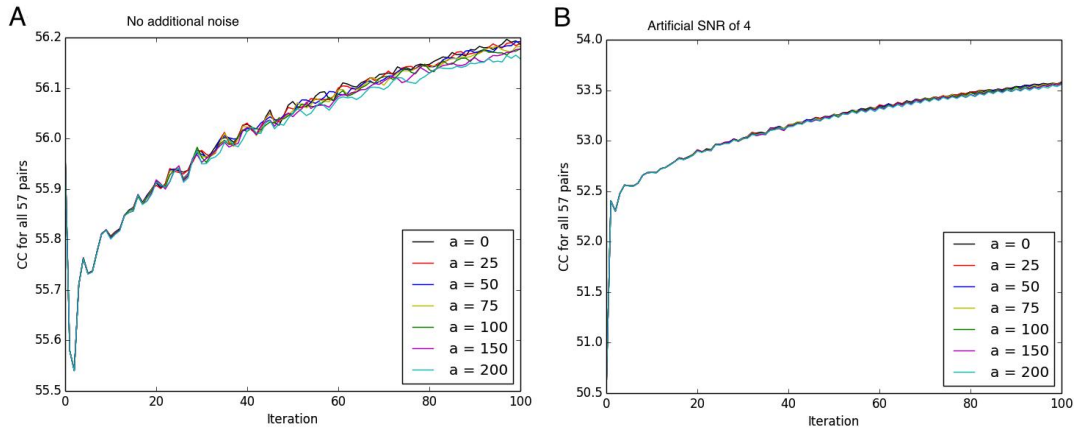 A
No additional noise
56.2
56.1
56.0
55.9
55.8
55.7
55.6
55.5
CC for all 57 pairs
0
20
40
60
80
100
Iteration
a = 0
a = 25
a = 50
a = 75
a = 100
a = 150
a = 200
B
Artificial SNR of 4
54.0
53.5
53.0
52.5
52.0
51.5
51.0
50.5
CC for all 57 pairs
0
20
40
60
80
100
Iteration
a = 0
a = 25
a = 50
a = 75
a = 100
a = 150
a = 200